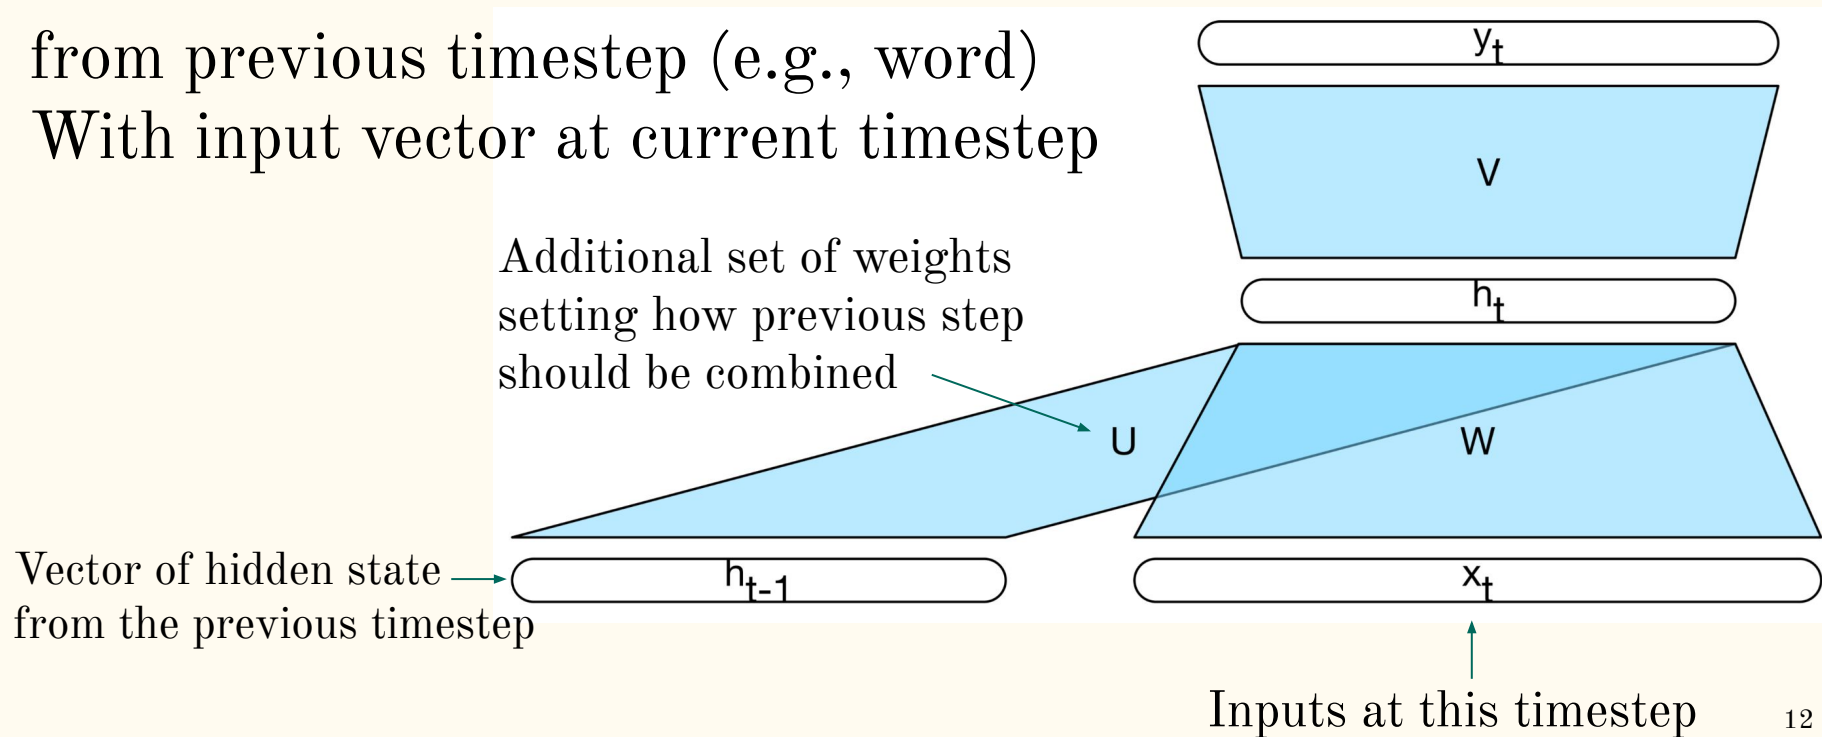 from previous timestep (e.g., word)
With input vector at current timestep
yt
V
Additional set of weights
setting how previous step
should be combined
ht
U
W
Vector of hidden state
from the previous timestep
ht-1
xt
Inputs at this timestep
12